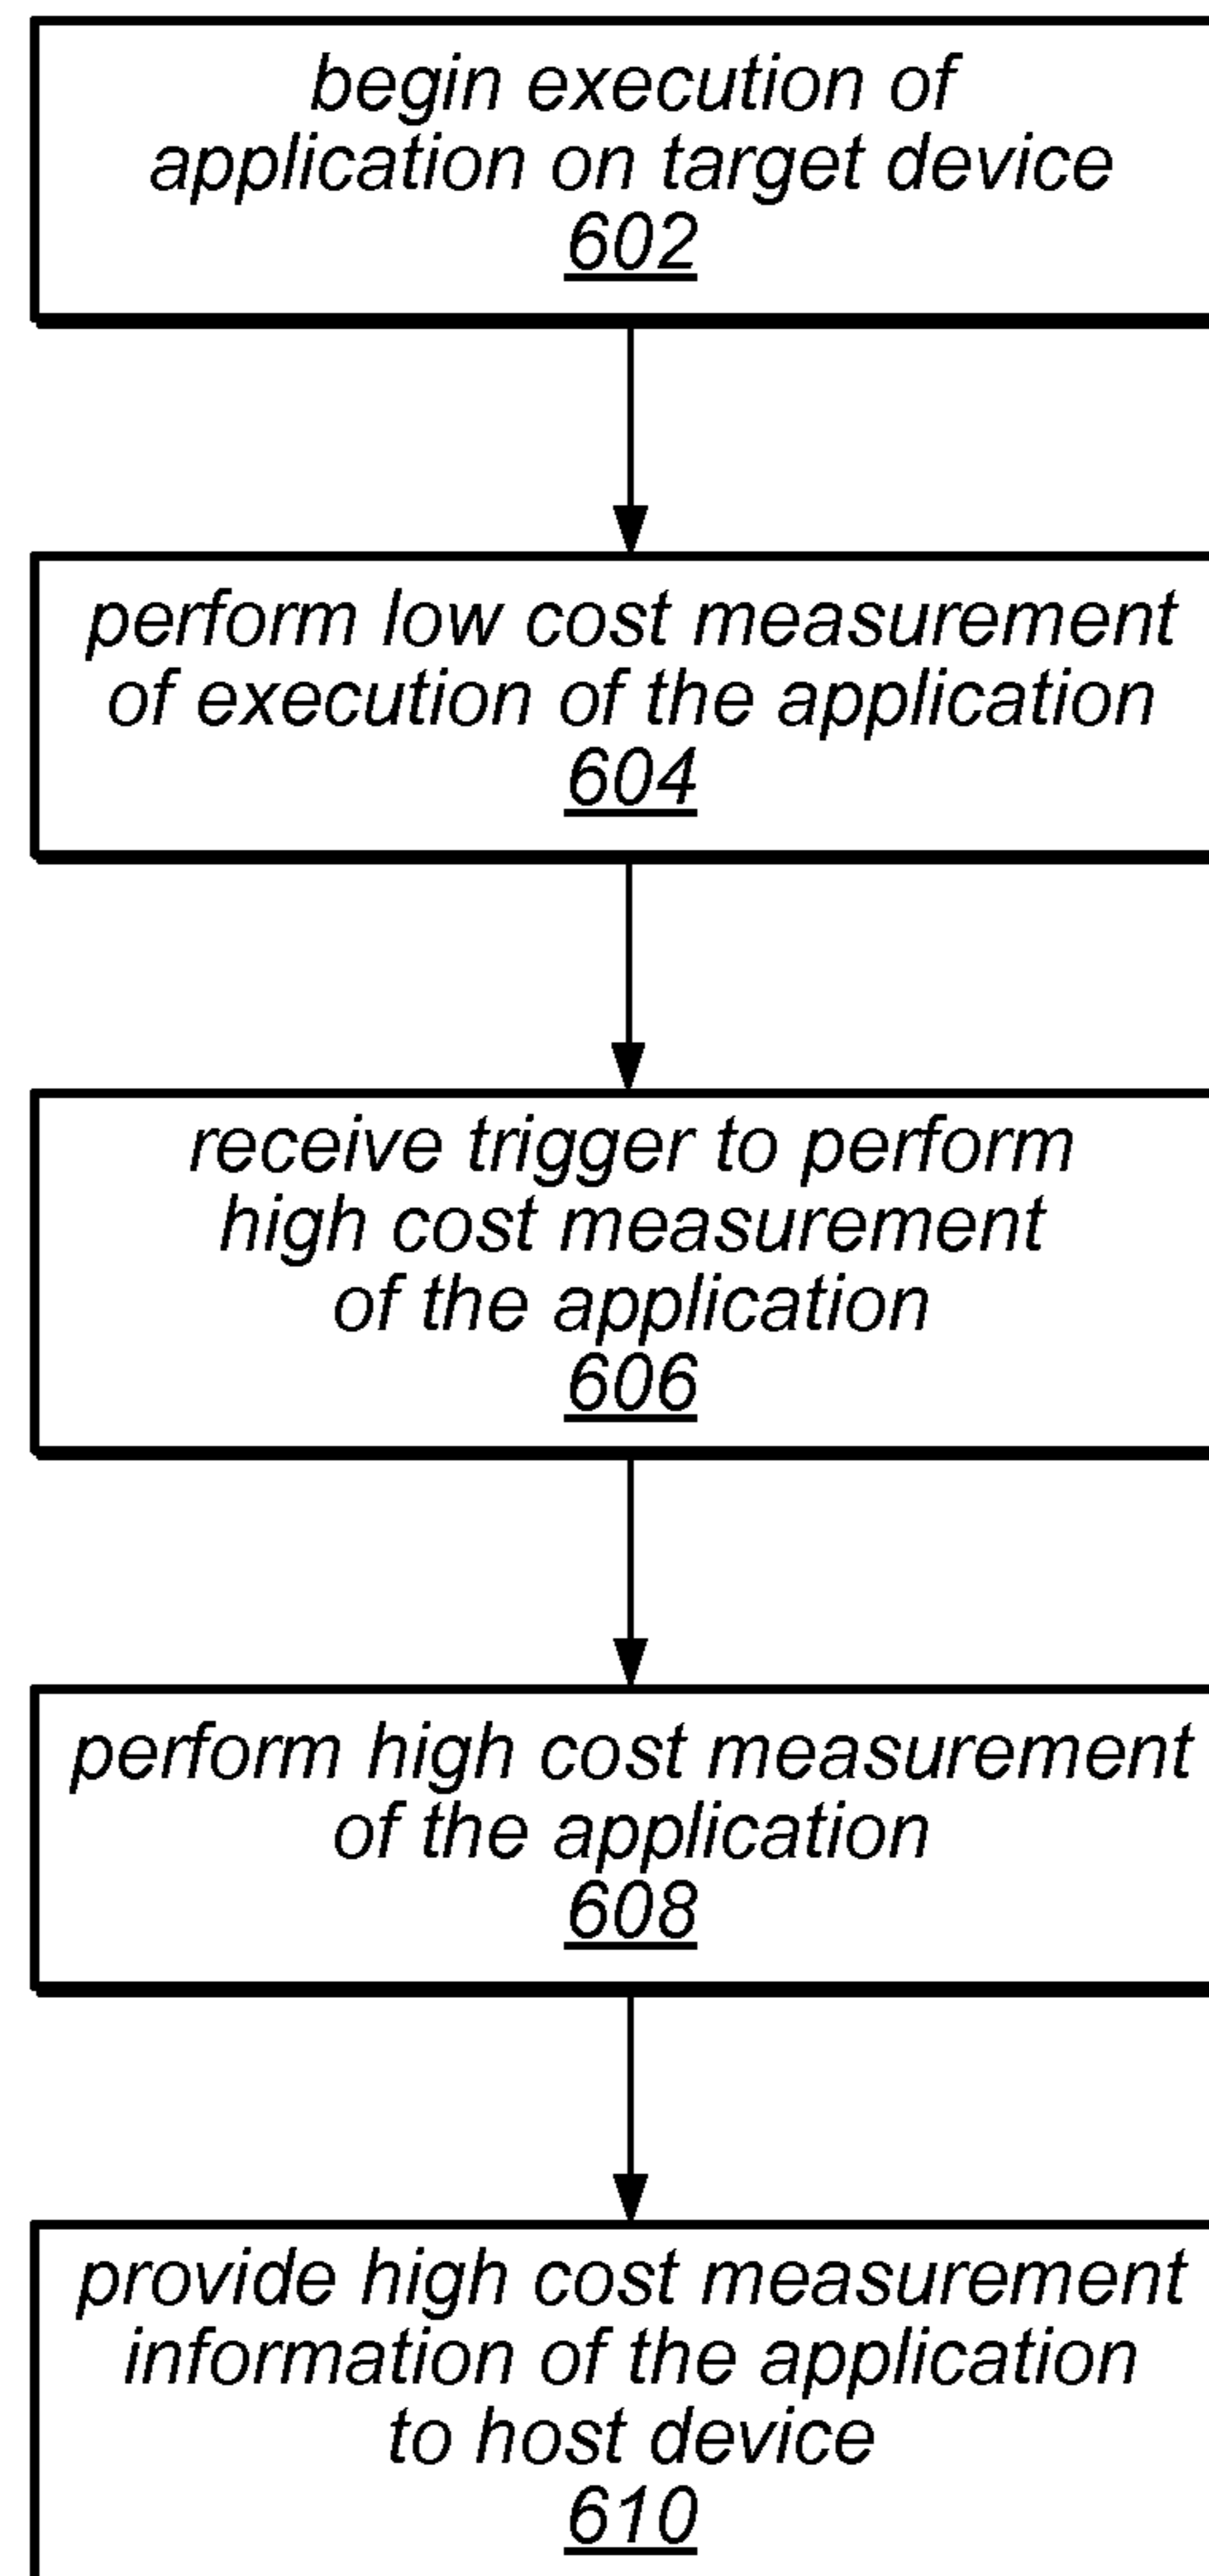 begin execution of
application on target device
602
perform low cost measurement
of execution of the application
604
receive trigger to perform
high cost measurement
of the application
606
perform high cost measurement
of the application
608
provide high cost measurement
information of the application
to host device
610